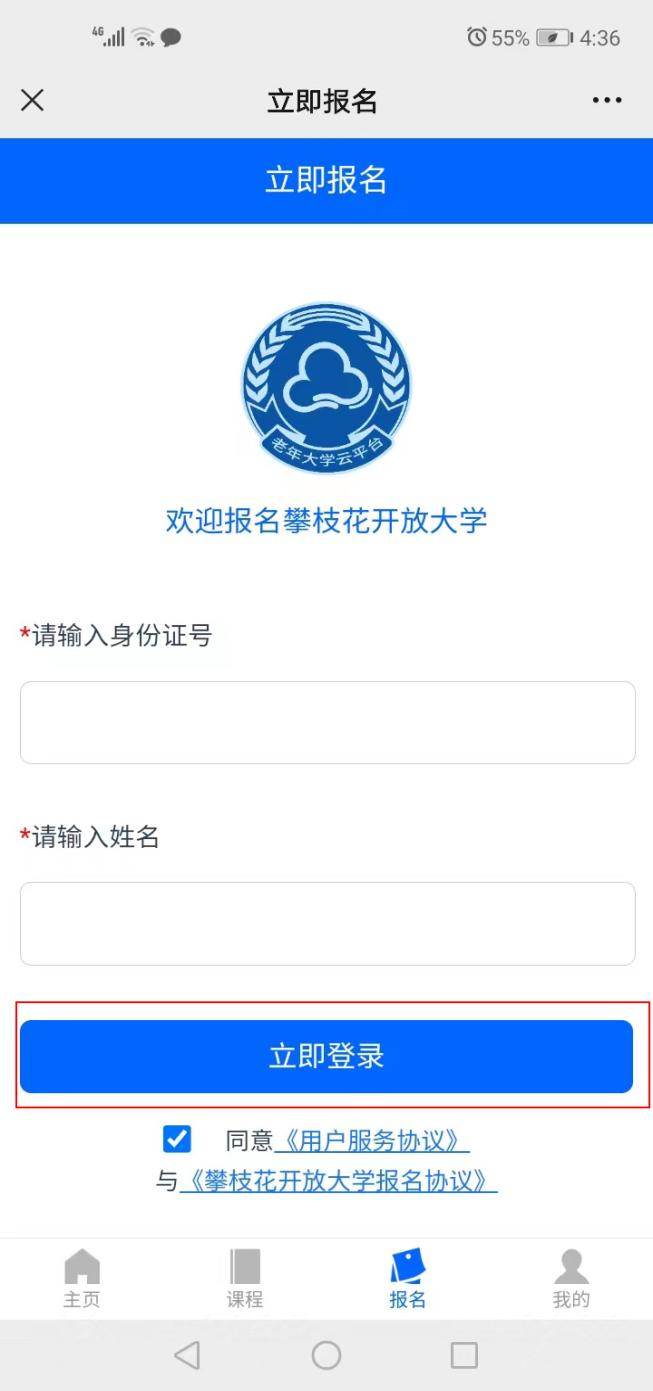 4G 55% 4:36
立即报名
立即报名
老年大学云平台
欢迎报名攀枝花开放大学
*请输入身份证号
*请输入姓名
立即登录
同意《用户服务协议》
与《攀枝花开放大学报名协议》
主页 课程 报名 我的